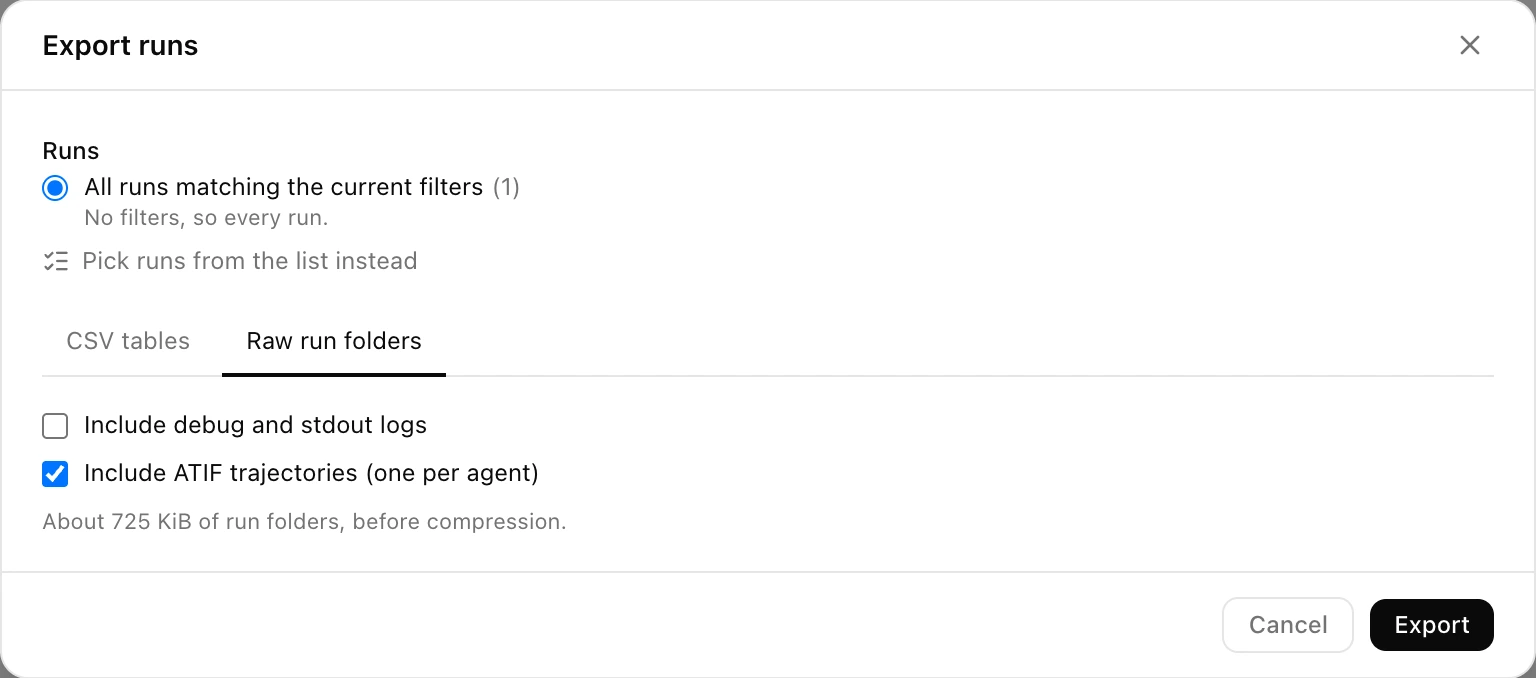 Export runs
Runs
All runs matching the current filters (1)
No filters, so every run.
Pick runs from the list instead
CSV tables
Raw run folders
Include debug and stdout logs
Include ATIF trajectories (one per agent)
About 725 KiB of run folders, before compression.
Cancel
Export